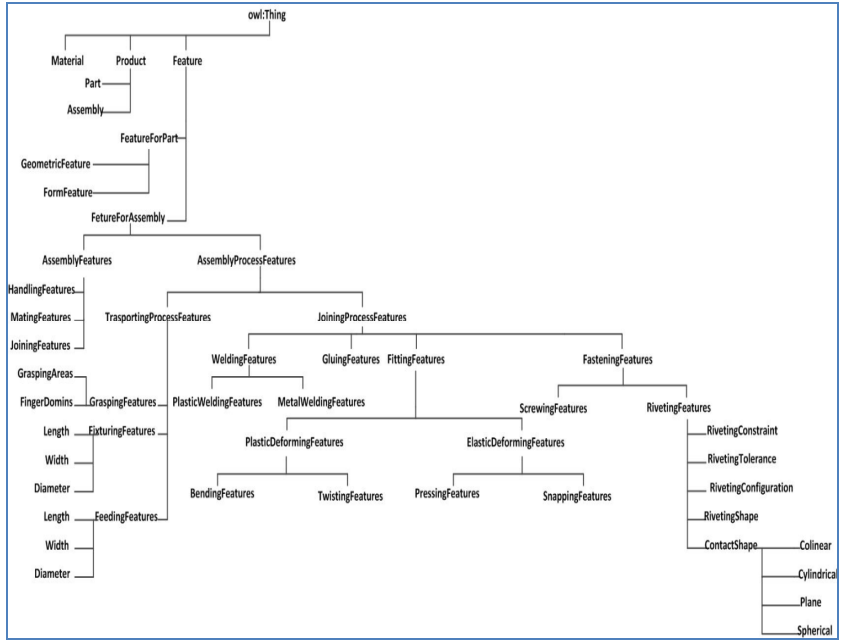 owl:Thing
Material Product Feature
Part
Assembly
FeatureForPart
GeometricFeature
FormFeature
FetureForAssembly
AssemblyFeatures AssemblyProcessFeatures
HandlingFeatures
MatingFeatures TrasportingProcessFeatures JoiningProcessFeatures
JoiningFeatures
WeldingFeatures GluingFeatures FittingFeatures FasteningFeatures
GraspingAreas
FingerDomins GraspingFeatures PlasticWeldingFeatures MetalWeldingFeatures
ScrewingFeatures RivetingFeatures
Length FixturingFeatures RivetingConstraint
PlasticDeformingFeatures ElasticDeformingFeatures
Width RivetingTolerance
Diameter RivetingConfiguration
BendingFeatures TwistingFeatures PressingFeatures SnappingFeatures
Length FeedingFeatures RivetingShape
Width ContactShape Colinear
Diameter Cylindrical
Plane
Spherical